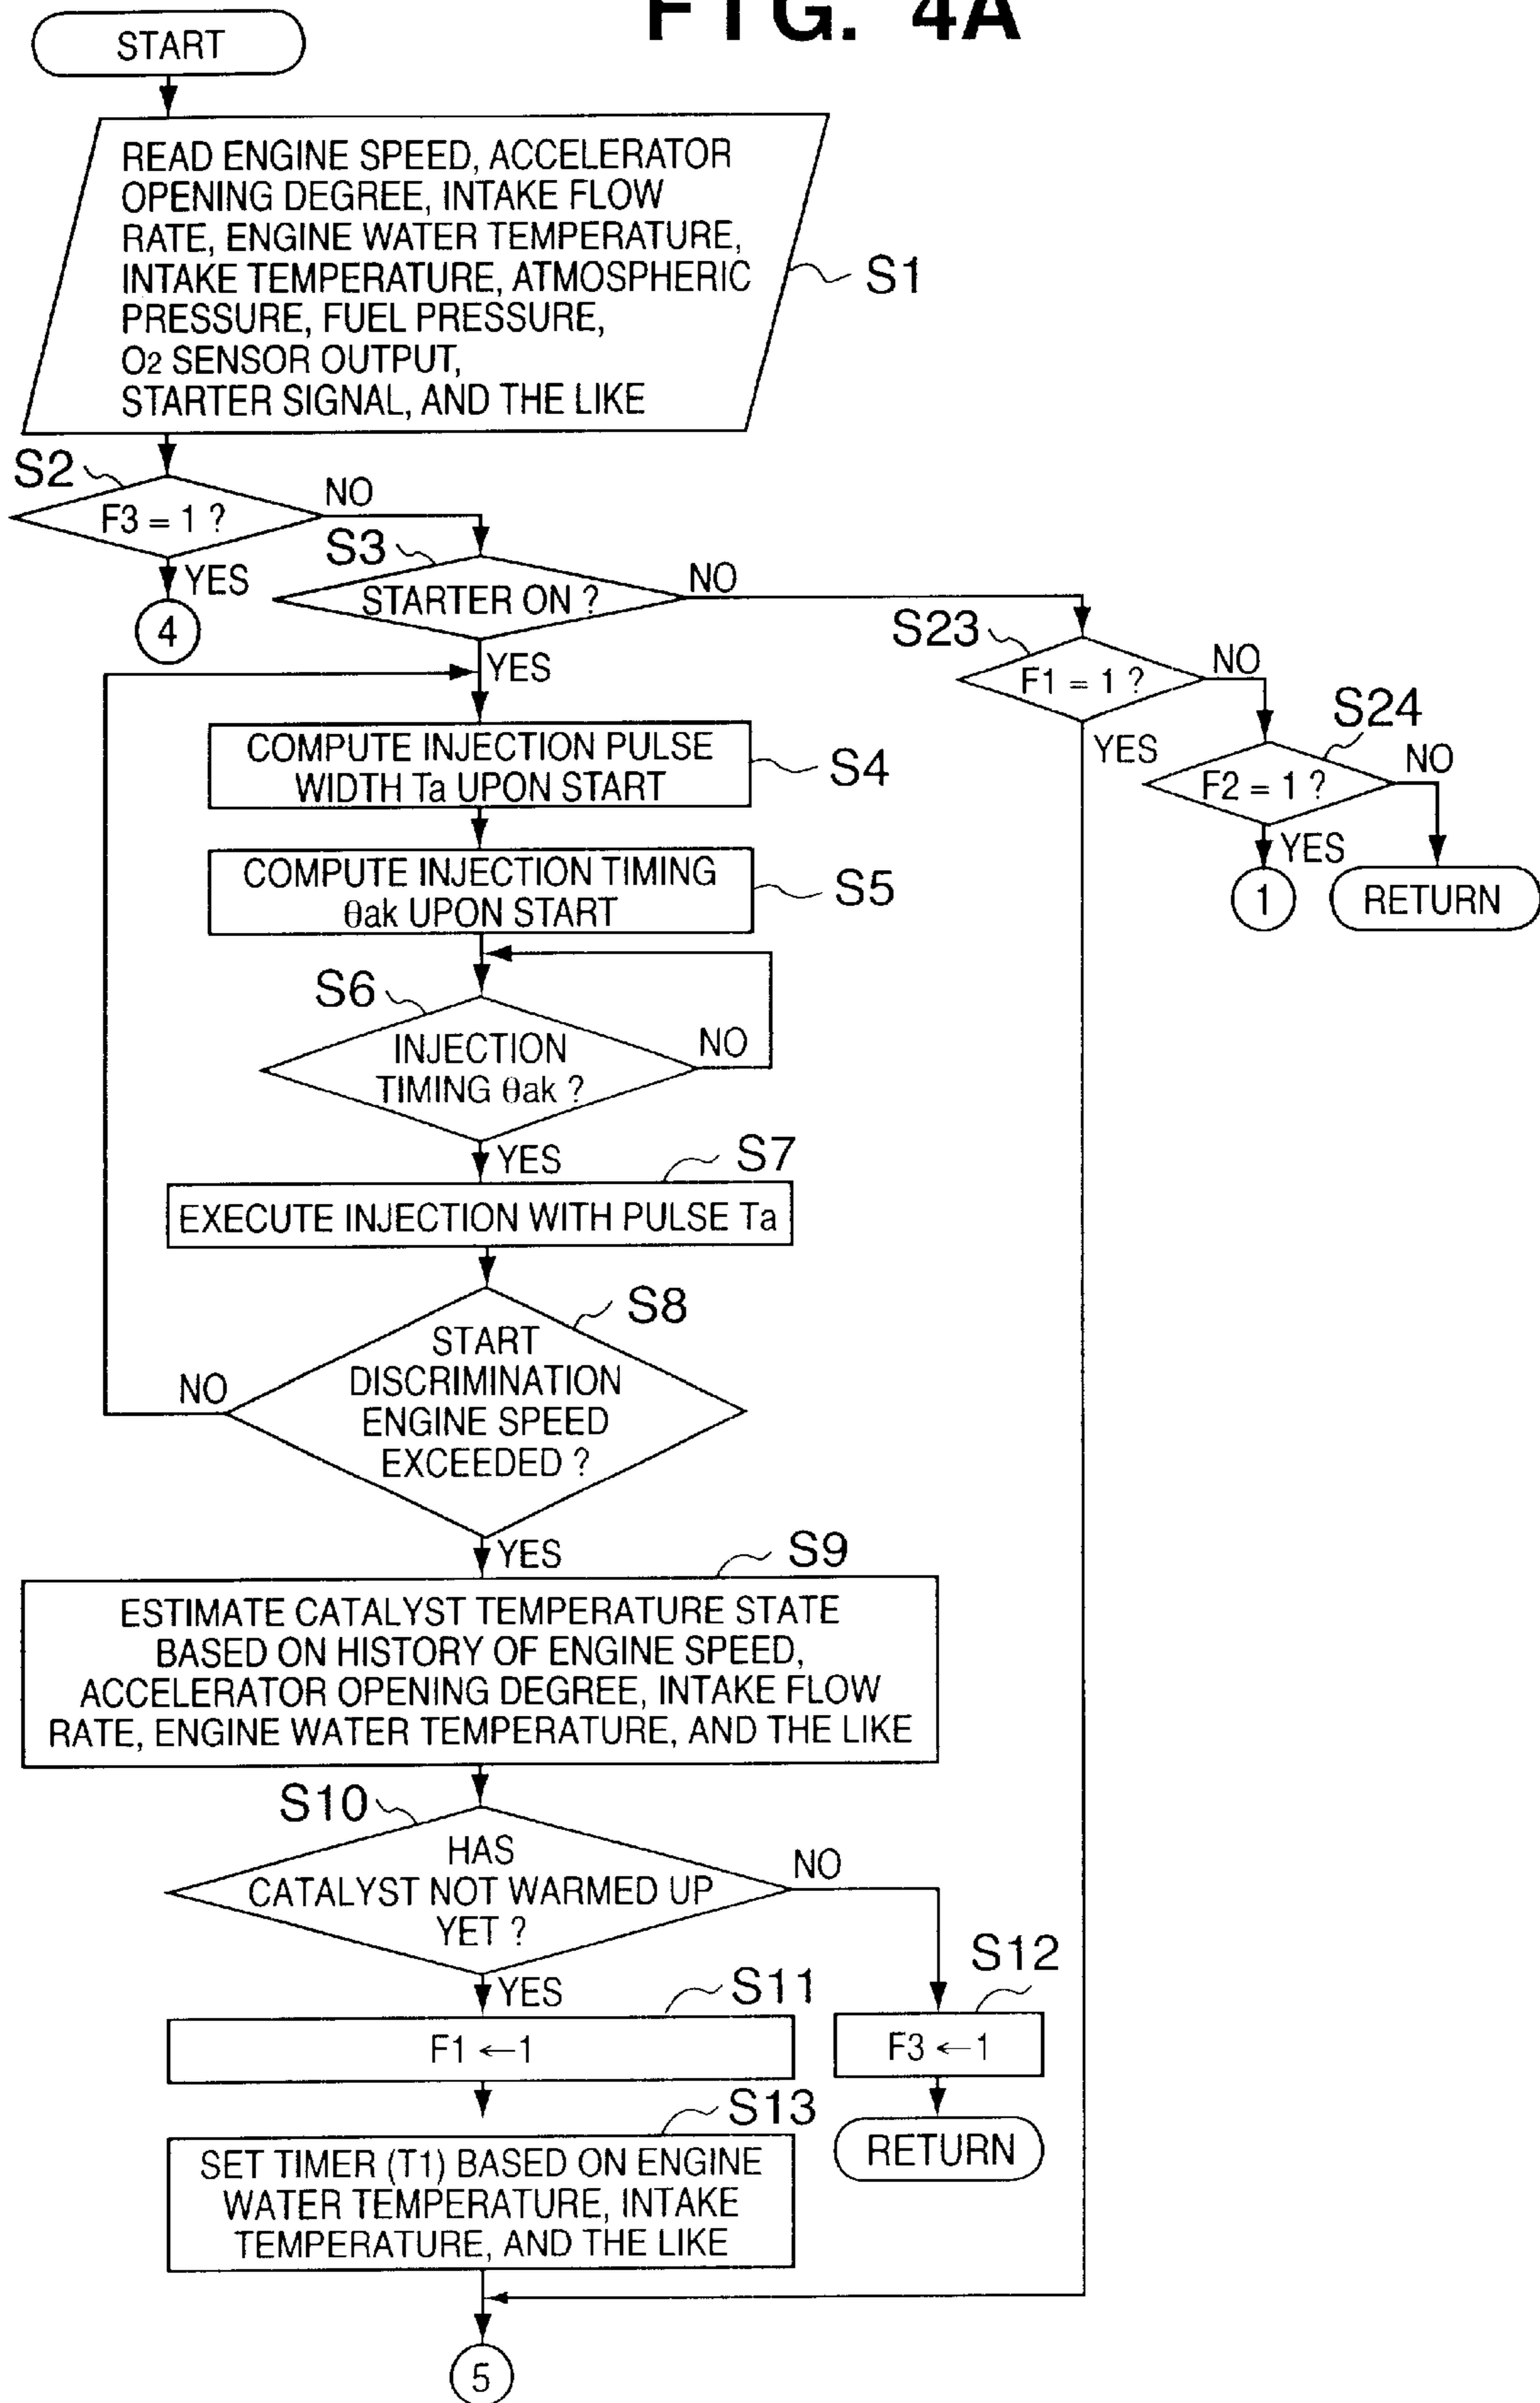 FIG. 4A
START
READ ENGINE SPEED, ACCELERATOR
OPENING DEGREE, INTAKE FLOW
RATE, ENGINE WATER TEMPERATURE,
INTAKE TEMPERATURE, ATMOSPHERIC
PRESSURE, FUEL PRESSURE,
O2 SENSOR OUTPUT,
STARTER SIGNAL, AND THE LIKE
S1
S2
F3 = 1 ?
NO
YES
4
S3
STARTER ON ?
NO
YES
S23
F1 = 1 ?
NO
YES
S24
F2 = 1 ?
NO
YES
1
RETURN
COMPUTE INJECTION PULSE
WIDTH Ta UPON START
S4
COMPUTE INJECTION TIMING
θak UPON START
S5
S6
INJECTION
TIMING θak ?
NO
YES
S7
EXECUTE INJECTION WITH PULSE Ta
S8
START
DISCRIMINATION
ENGINE SPEED
EXCEEDED ?
NO
YES
S9
ESTIMATE CATALYST TEMPERATURE STATE
BASED ON HISTORY OF ENGINE SPEED,
ACCELERATOR OPENING DEGREE, INTAKE FLOW
RATE, ENGINE WATER TEMPERATURE, AND THE LIKE
S10
HAS
CATALYST NOT WARMED UP
YET ?
NO
YES
S11
F1 ←1
S12
F3 ←1
RETURN
S13
SET TIMER (T1) BASED ON ENGINE
WATER TEMPERATURE, INTAKE
TEMPERATURE, AND THE LIKE
5